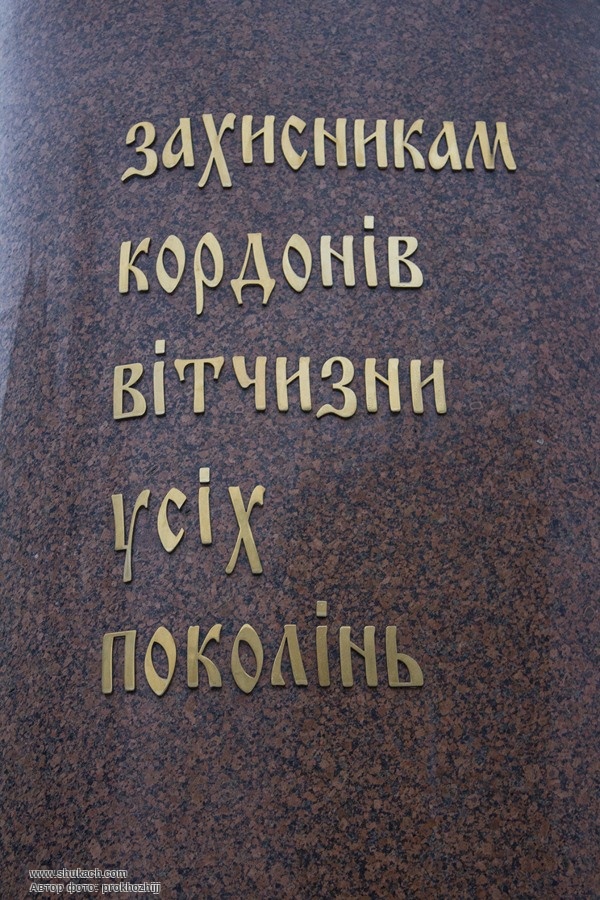 захисникам
кордонів
вітчизни
усіх
поколінь
www.shukach.com
Автор фото: prokhozhijj